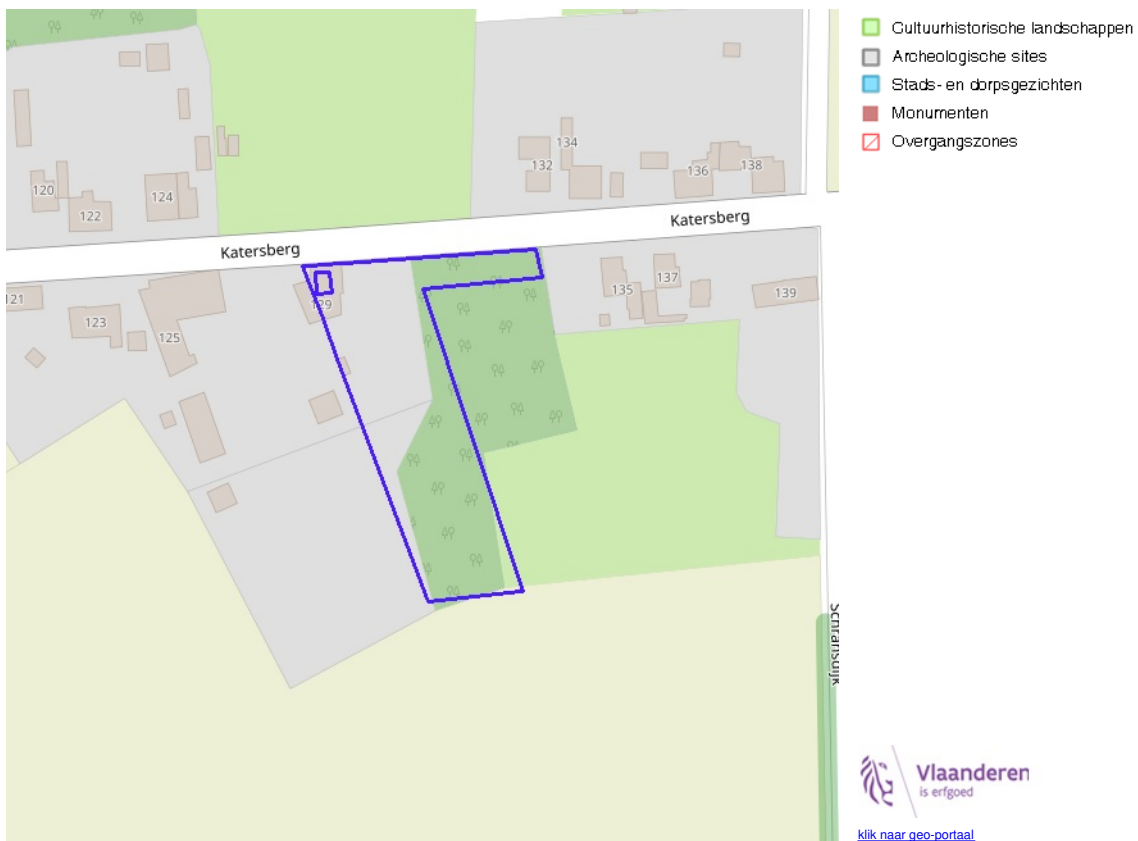 Cultuurhistorische landschappen
Archeologische sites
Stads- en dorpsgezichten
Monumenten
Overgangszones
134
132
136
138
120
122
124
Katersberg
Katersberg
121
123
125
129
135
137
139
Schransdijk
Vlaanderen
is erfgoed
klik naar geo-portaal